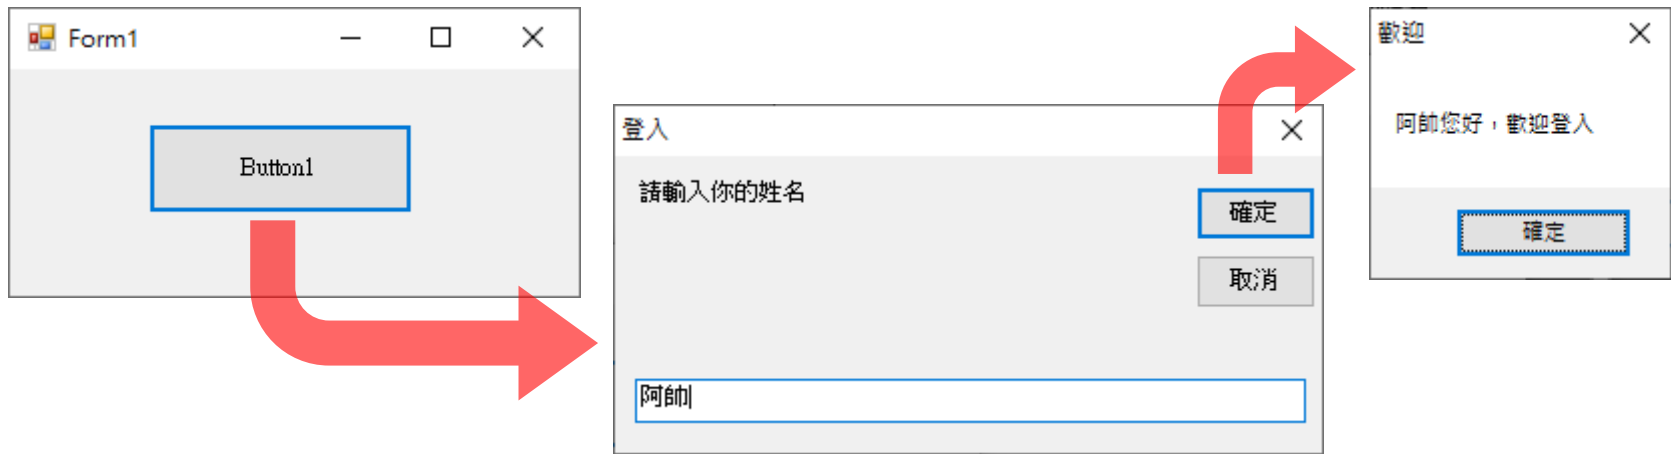 Form1
Button1
登入
請輸入你的姓名
確定
取消
阿帥
歡迎
阿帥您好，歡迎登入
確定